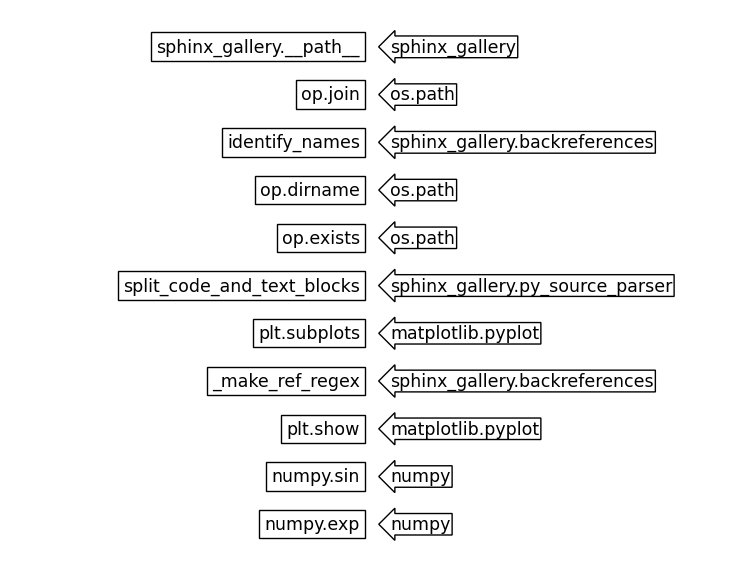 sphinx_gallery.__path__ sphinx_gallery
op.join os.path
identify_names sphinx_gallery.backreferences
op.dirname os.path
op.exists os.path
split_code_and_text_blocks sphinx_gallery.py_source_parser
plt.subplots matplotlib.pyplot
_make_ref_regex sphinx_gallery.backreferences
plt.show matplotlib.pyplot
numpy.sin numpy
numpy.exp numpy